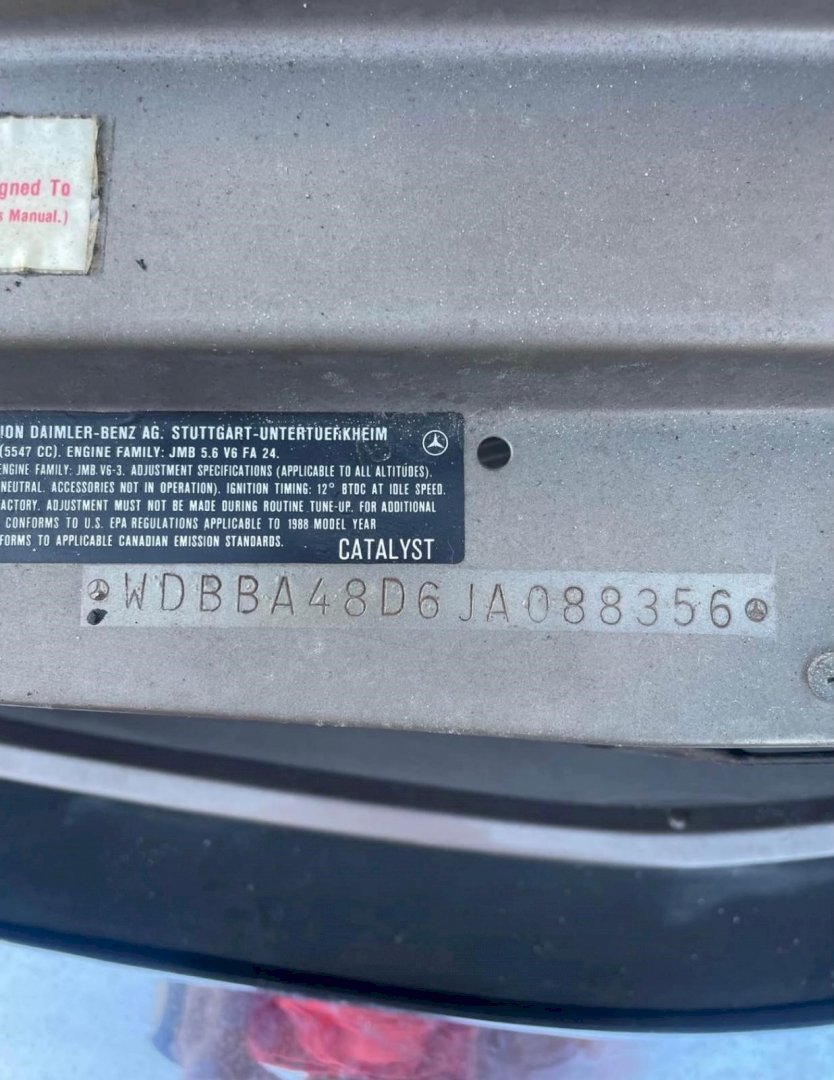 gned To
s Manual.)
ION DAIMLER-BENZ AG. STUTTGART-UNTERTUERKHEIM
(5547 CC). ENGINE FAMILY: JMB 5.6 V6 FA 24.
ENGINE FAMILY: JMB. V6-3. ADJUSTMENT SPECIFICATIONS (APPLICABLE TO ALL ALTITUDES).
NEUTRAL. ACCESSORIES NOT IN OPERATION). IGNITION TIMING: 12° BTDC AT IDLE SPEED.
ACTORY. ADJUSTMENT MUST NOT BE MADE DURING ROUTINE TUNE-UP. FOR ADDITIONAL
CONFORMS TO U.S. EPA REGULATIONS APPLICABLE TO 1988 MODEL YEAR
FORMS TO APPLICABLE CANADIAN EMISSION STANDARDS.
CATALYST
WDBBA48D6JA088356